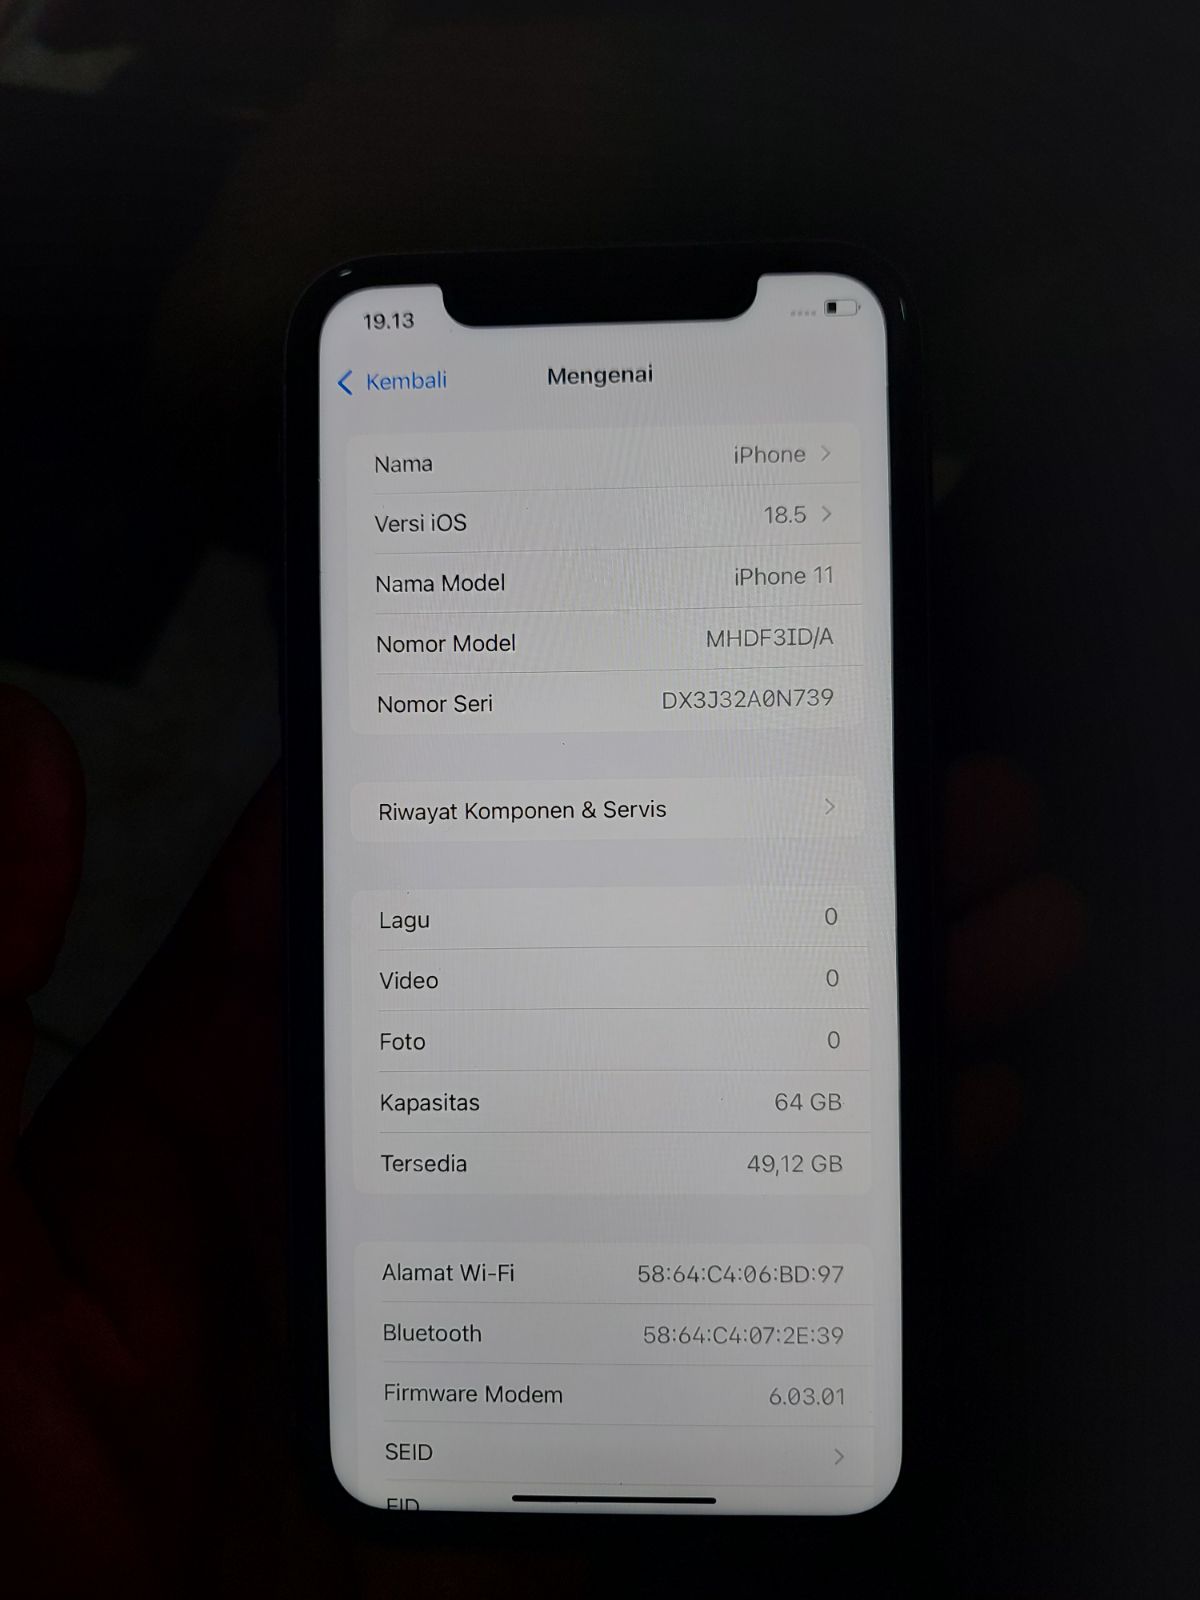 19.13
Kembali
Mengenai
Nama iPhone
Versi iOS 18.5
Nama Model iPhone 11
Nomor Model MHDF3ID/A
Nomor Seri DX3J32A0N739
Riwayat Komponen & Servis
Lagu 0
Video 0
Foto 0
Kapasitas 64 GB
Tersedia 49,12 GB
Alamat Wi-Fi 58:64:C4:06:BD:97
Bluetooth 58:64:C4:07:2E:39
Firmware Modem 6.03.01
SEID
EID